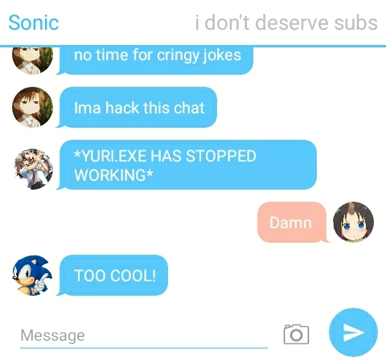 Sonic
i don't deserve subs
no time for cringy jokes
Ima hack this chat
*YURI.EXE HAS STOPPED
WORKING*
Damn
TOO COOL!
Message